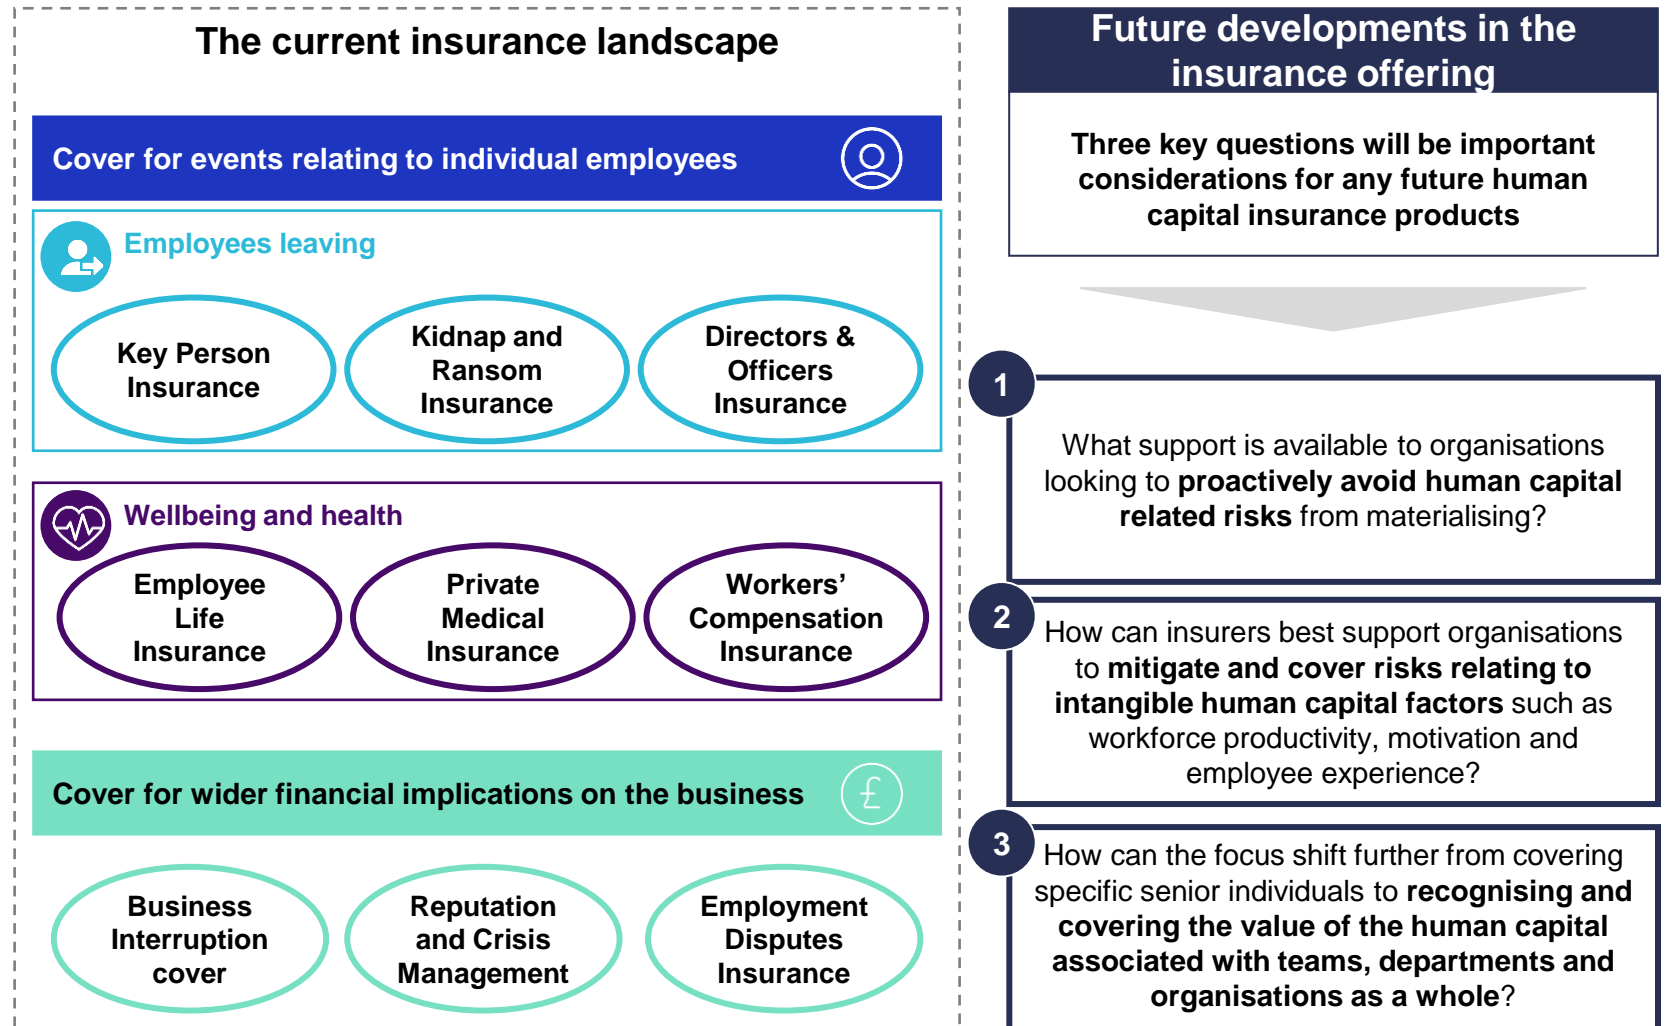 The current insurance landscape
Cover for events relating to individual employees
Employees leaving
Key Person
Insurance
Kidnap and
Ransom
Insurance
Directors &
Officers
Insurance
Wellbeing and health
Employee
Life
Insurance
Private
Medical
Insurance
Workers’
Compensation
Insurance
Cover for wider financial implications on the business
£
Business
Interruption
cover
Reputation
and Crisis
Management
Employment
Disputes
Insurance
Future developments in the
insurance offering
Three key questions will be important
considerations for any future human
capital insurance products
1
What support is available to organisations
looking to proactively avoid human capital
related risks from materialising?
2
How can insurers best support organisations
to mitigate and cover risks relating to
intangible human capital factors such as
workforce productivity, motivation and
employee experience?
3
How can the focus shift further from covering
specific senior individuals to recognising and
covering the value of the human capital
associated with teams, departments and
organisations as a whole?